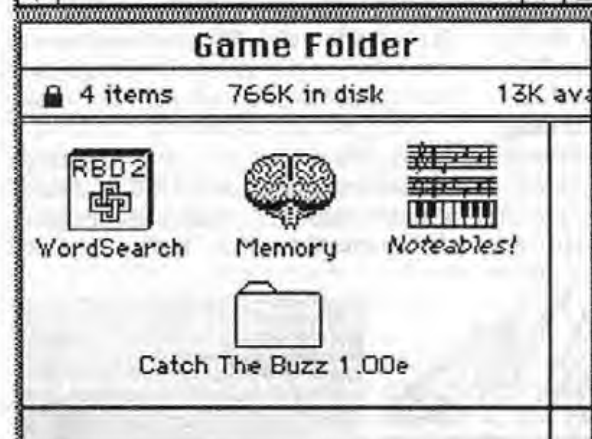 Game Folder
4 items 766K in disk 13K ava
RBD2
WordSearch Memory Noteables!
Catch The Buzz 1.00e